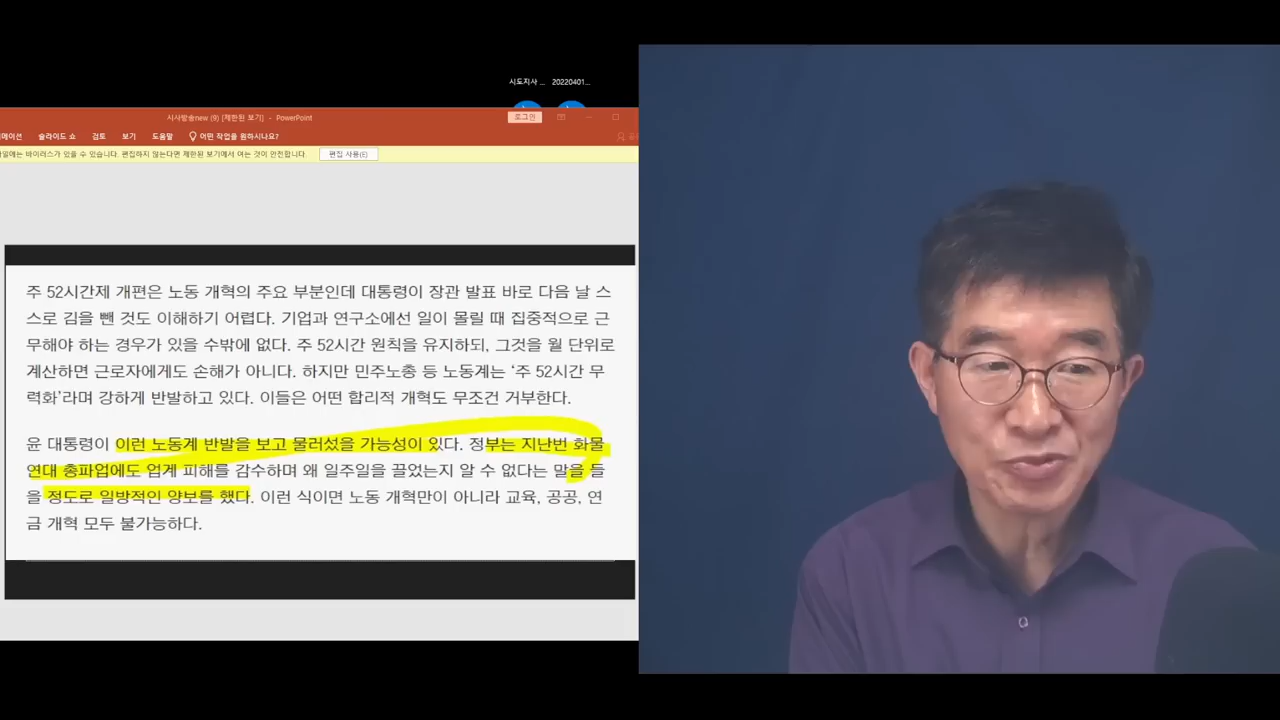 시도지사 ... 20220401...
시사방송new (9) [제한된 보기] - PowerPoint 로그인
슬라이드 쇼 검토 보기 도움말 어떤 작업을 원하시나요?
바이러스가 있을 수 있습니다. 편집하지 않는다면 제한된 보기에서 여는 것이 안전합니다. 편집 사용(E)
주 52시간제 개편은 노동 개혁의 주요 부분인데 대통령이 장관 발표 바로 다음 날 스
스로 김을 뺀 것도 이해하기 어렵다. 기업과 연구소에선 일이 몰릴 때 집중적으로 근
무해야 하는 경우가 있을 수밖에 없다. 주 52시간 원칙을 유지하되, 그것을 월 단위로
계산하면 근로자에게도 손해가 아니다. 하지만 민주노총 등 노동계는 ‘주 52시간 무
력화’라며 강하게 반발하고 있다. 이들은 어떤 합리적 개혁도 무조건 거부한다.
윤 대통령이 이런 노동계 반발을 보고 물러섰을 가능성이 있다. 정부는 지난번 화물
연대 총파업에도 업계 피해를 감수하며 왜 일주일을 끌었는지 알 수 없다는 말을 들
을 정도로 일방적인 양보를 했다. 이런 식이면 노동 개혁만이 아니라 교육, 공공, 연
금 개혁 모두 불가능하다.